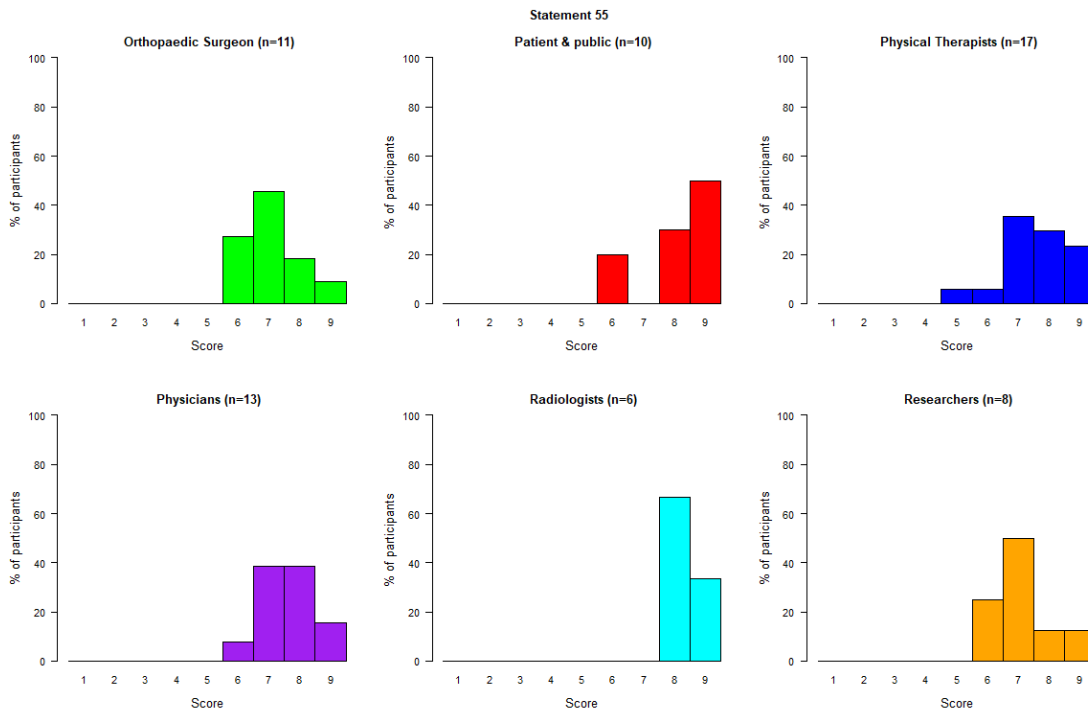 Statement 55
Orthopaedic Surgeon (n=11)
% of participants
100
80
60
40
20
0
1 2 3 4 5 6 7 8 9
Score
Patient & public (n=10)
% of participants
100
80
60
40
20
0
1 2 3 4 5 6 7 8 9
Score
Physical Therapists (n=17)
% of participants
100
80
60
40
20
0
1 2 3 4 5 6 7 8 9
Score
Physicians (n=13)
% of participants
100
80
60
40
20
0
1 2 3 4 5 6 7 8 9
Score
Radiologists (n=6)
% of participants
100
80
60
40
20
0
1 2 3 4 5 6 7 8 9
Score
Researchers (n=8)
% of participants
100
80
60
40
20
0
1 2 3 4 5 6 7 8 9
Score